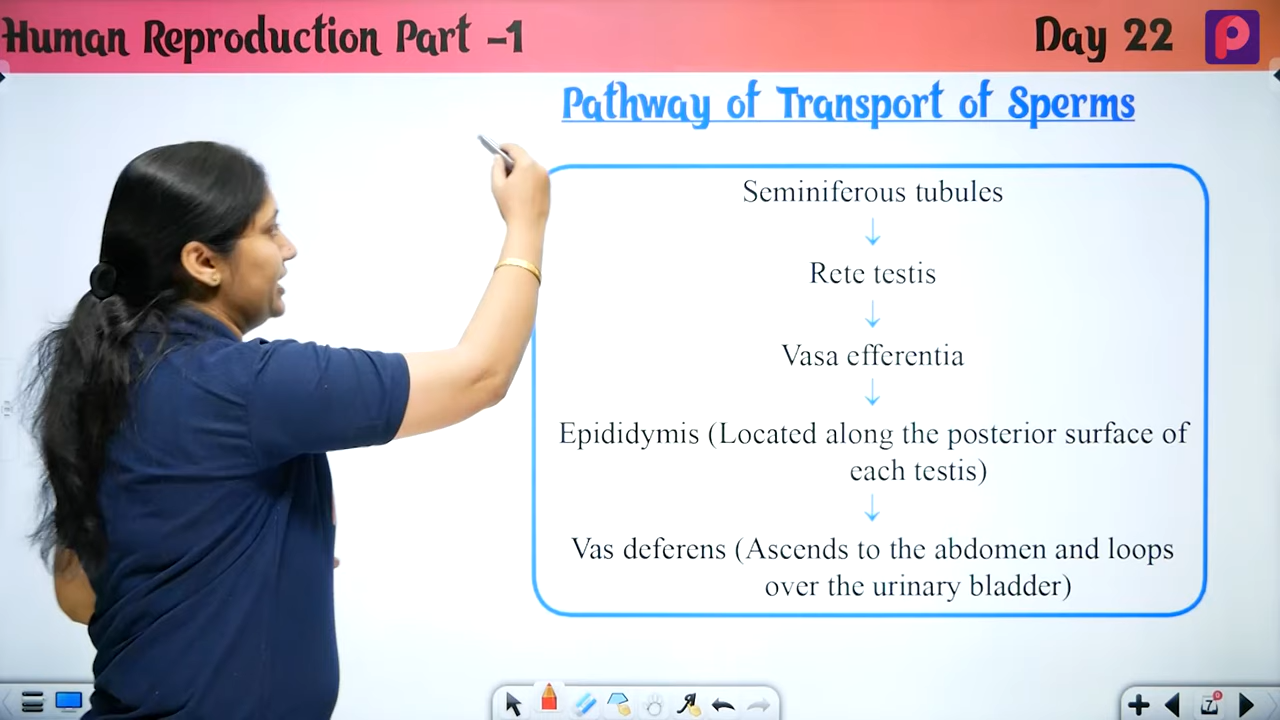 Human Reproduction Part -1
Day 22
Pathway of Transport of Sperms
Seminiferous tubules
↓
Rete testis
↓
Vasa efferentia
↓
Epididymis (Located along the posterior surface of
each testis)
↓
Vas deferens (Ascends to the abdomen and loops
over the urinary bladder)
7